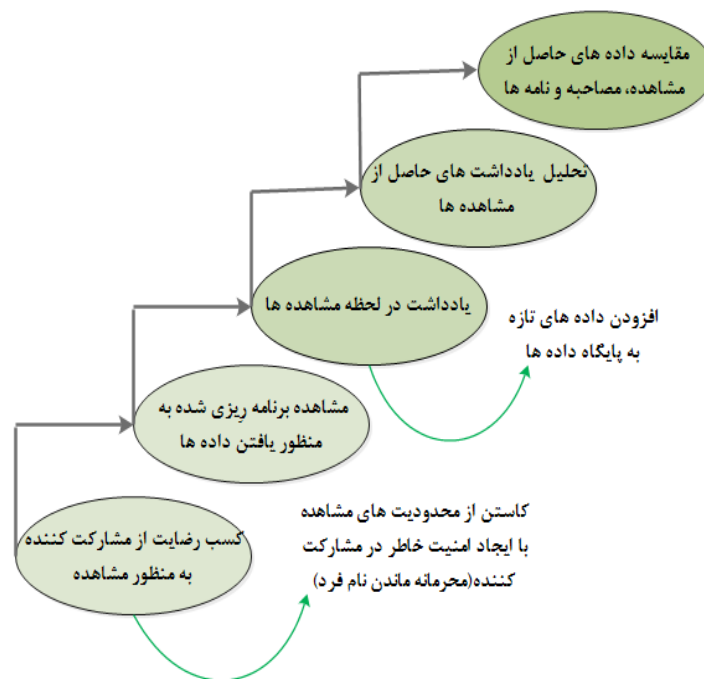 مقایسه داده های حاصل از
مشاهده، مصاحبه و نامه ها
تحلیل یادداشت های حاصل از
مشاهده ها
یادداشت در لحظه مشاهده ها
افزودن داده های تازه
به پایگاه داده ها
مشاهده برنامه رِیزی شده به
منظور یافتن داده ها
کسب رضایت از مشارکت کننده
به منظور مشاهده
کاستن از محدودیت های مشاهده
با ایجاد امنیت خاطر در مشارکت
کننده(محرمانه ماندن نام فرد)